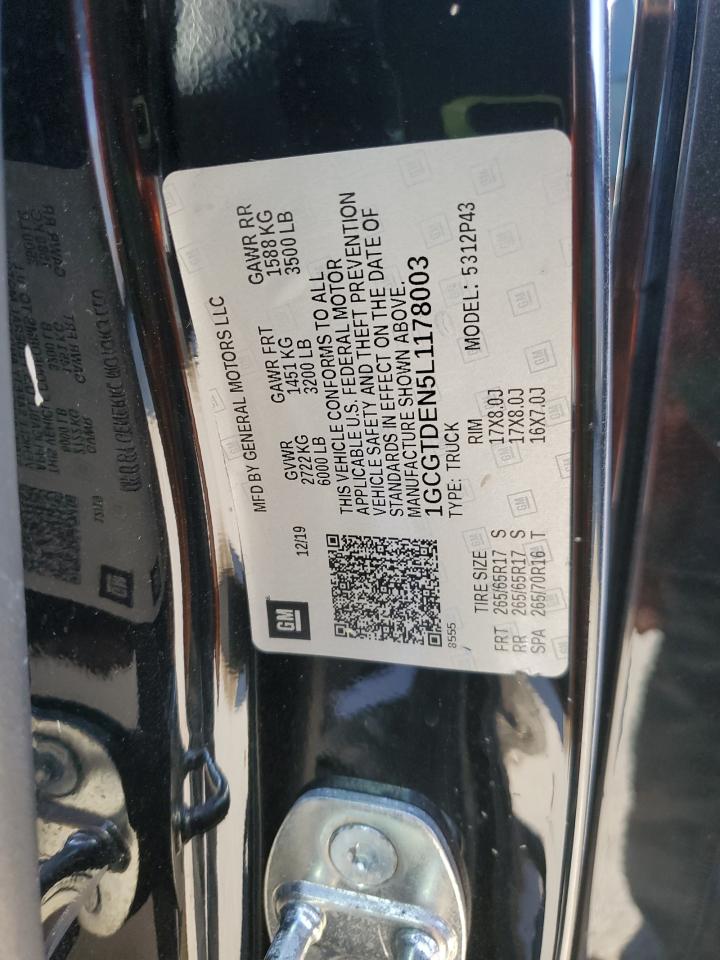 GM
MFD BY GENERAL MOTORS LLC
12/19
GVWR GAWR FRT GAWR RR
2722 KG 1451 KG 1588 KG
6000 LB 3200 LB 3500 LB
THIS VEHICLE CONFORMS TO ALL
APPLICABLE U.S. FEDERAL MOTOR
VEHICLE SAFETY AND THEFT PREVENTION
STANDARDS IN EFFECT ON THE DATE OF
MANUFACTURE SHOWN ABOVE.
1GCGTDEN5L1178003
8555 TYPE: TRUCK MODEL: 5312P43
TIRE SIZE RIM
FRT 265/65R17 S 17X8.0J
RR 265/65R17 S 17X8.0J
SPA 265/70R16 T 16X7.0J